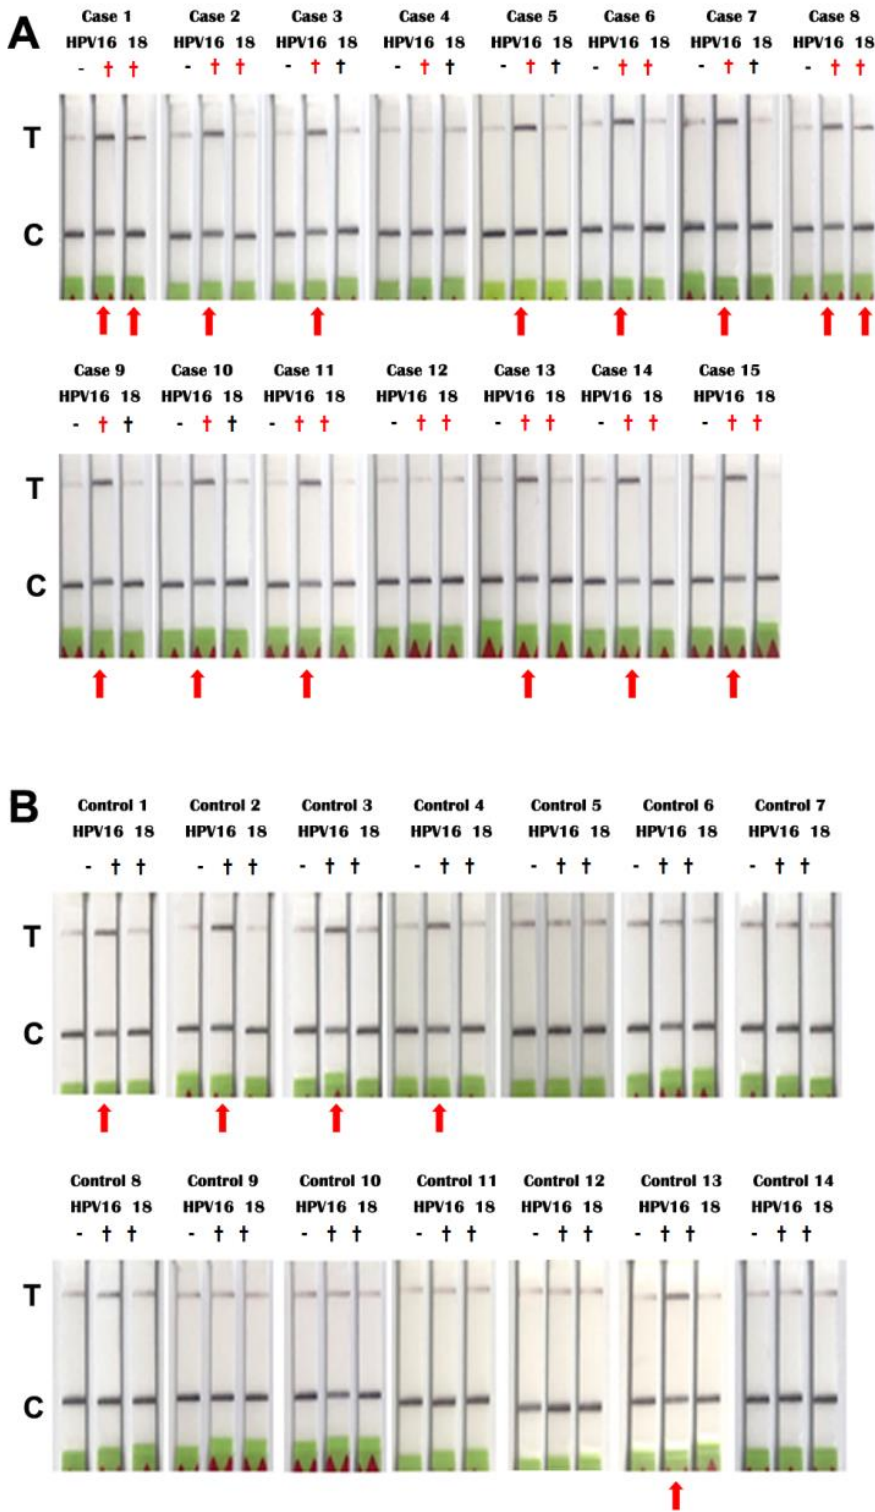 A
Case 1 Case 2 Case 3 Case 4 Case 5 Case 6 Case 7 Case 8
HPV16 18 HPV16 18 HPV16 18 HPV16 18 HPV16 18 HPV16 18 HPV16 18 HPV16 18
- † † - † † - † † - † † - † † - † † - † † - † †
T
C
Case 9 Case 10 Case 11 Case 12 Case 13 Case 14 Case 15
HPV16 18 HPV16 18 HPV16 18 HPV16 18 HPV16 18 HPV16 18 HPV16 18
- † † - † † - † † - † † - † † - † † - † †
T
C
B
Control 1 Control 2 Control 3 Control 4 Control 5 Control 6 Control 7
HPV16 18 HPV16 18 HPV16 18 HPV16 18 HPV16 18 HPV16 18 HPV16 18
- † † - † † - † † - † † - † † - † † - † †
T
C
Control 8 Control 9 Control 10 Control 11 Control 12 Control 13 Control 14
HPV16 18 HPV16 18 HPV16 18 HPV16 18 HPV16 18 HPV16 18 HPV16 18
- † † - † † - † † - † † - † † - † † - † †
T
C